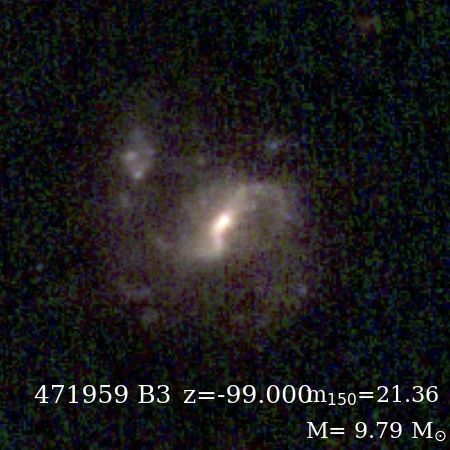 471959 B3 z=-99.000m₁₅₀=21.36
M= 9.79 M☉